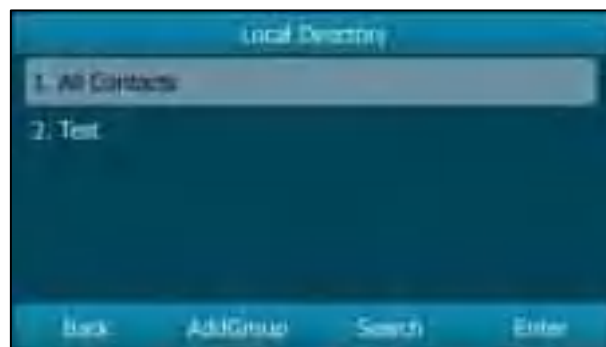 Local Directory
1. All Contacts
2. Test
Back AddGroup Search Enter